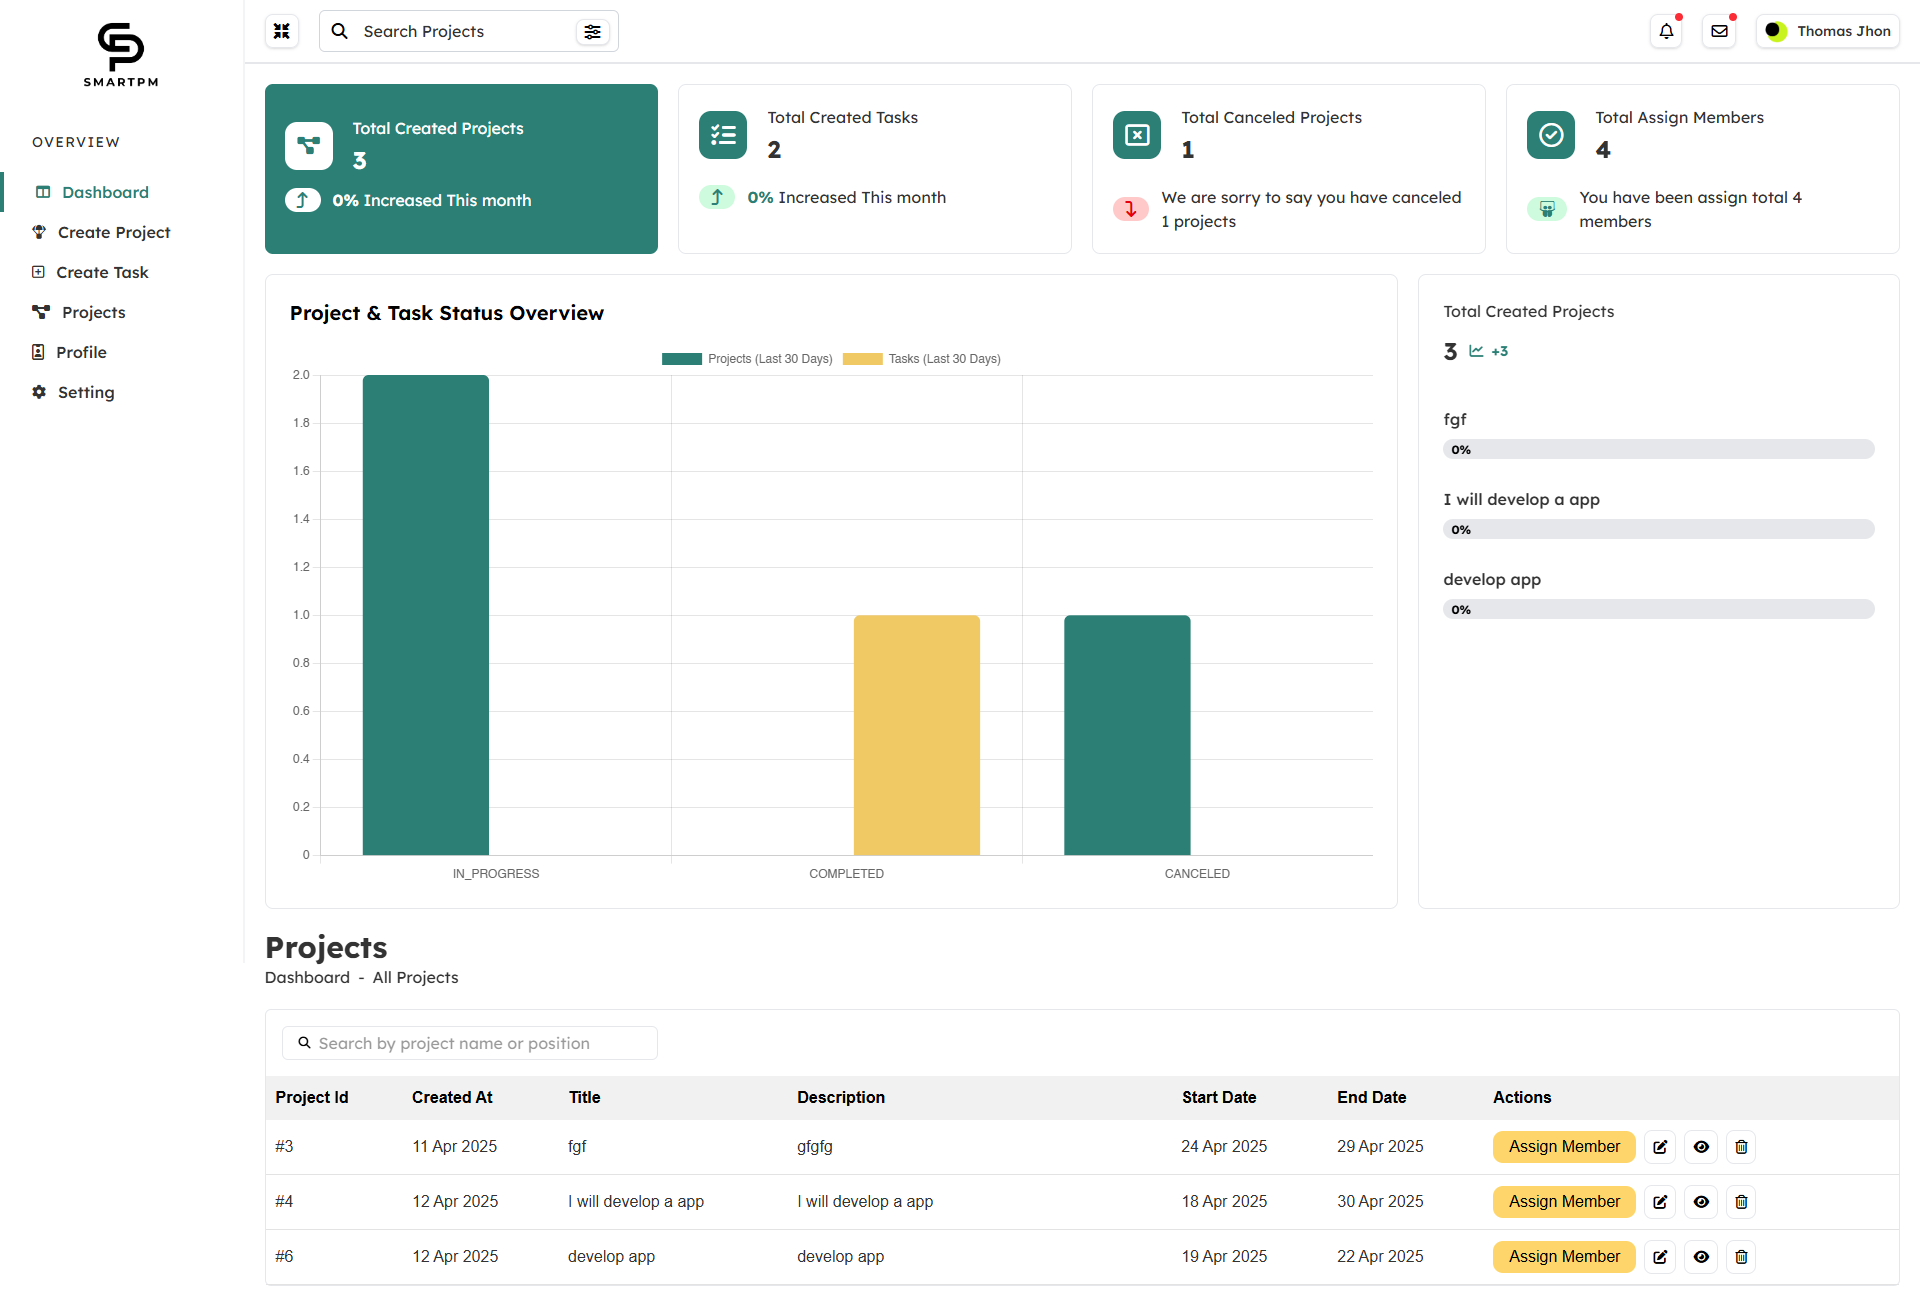 SMARTPM
OVERVIEW
Dashboard
Create Project
Create Task
Projects
Profile
Setting
Search Projects
Thomas Jhon
Total Created Projects
3
0% Increased This month
Total Created Tasks
2
0% Increased This month
Total Canceled Projects
1
We are sorry to say you have canceled
1 projects
Total Assign Members
4
You have been assign total 4
members
Project & Task Status Overview
Projects (Last 30 Days) Tasks (Last 30 Days)
2.0
1.8
1.6
1.4
1.2
1.0
0.8
0.6
0.4
0.2
0
IN_PROGRESS COMPLETED CANCELED
Total Created Projects
3 +3
fgf
0%
I will develop a app
0%
develop app
0%
Projects
Dashboard - All Projects
Search by project name or position
Project Id Created At Title Description Start Date End Date Actions
#3 11 Apr 2025 fgf gfgfg 24 Apr 2025 29 Apr 2025 Assign Member
#4 12 Apr 2025 I will develop a app I will develop a app 18 Apr 2025 30 Apr 2025 Assign Member
#6 12 Apr 2025 develop app develop app 19 Apr 2025 22 Apr 2025 Assign Member